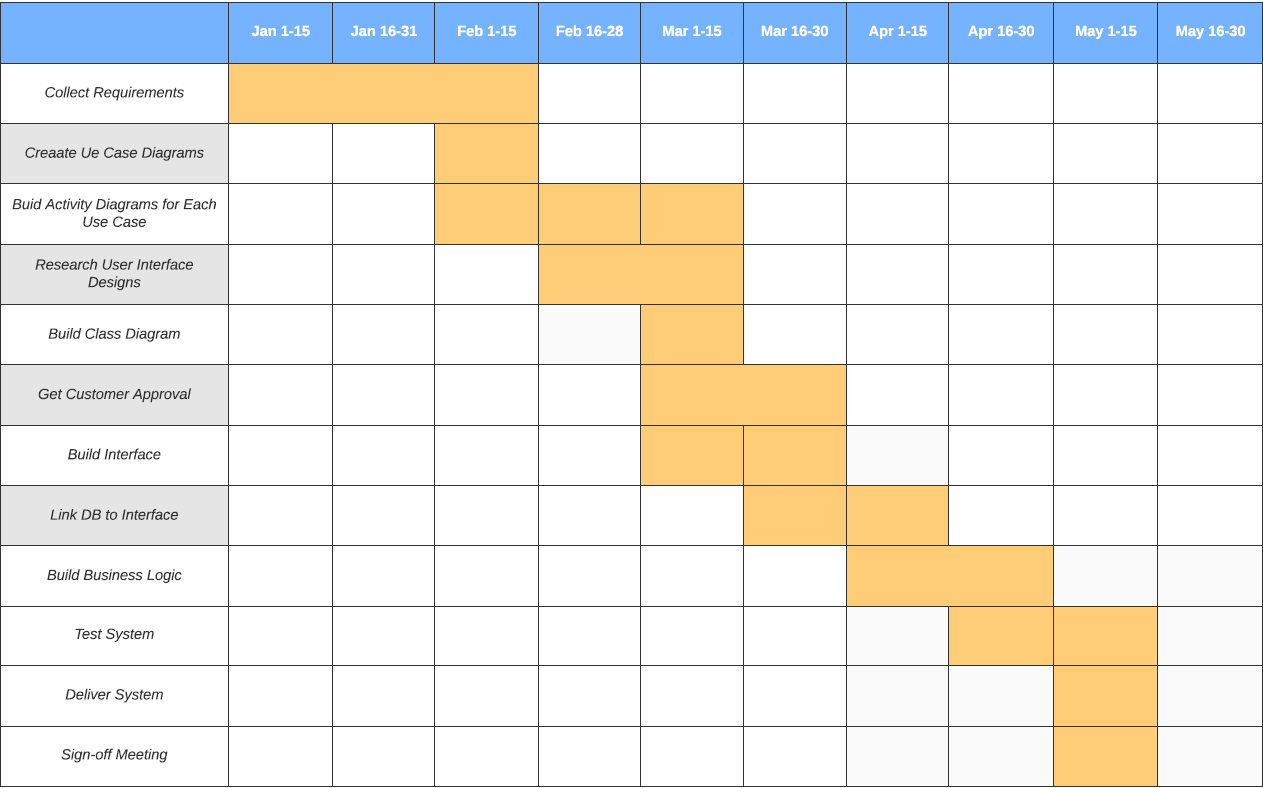 Jan 1-15 Jan 16-31 Feb 1-15 Feb 16-28 Mar 1-15 Mar 16-30 Apr 1-15 Apr 16-30 May 1-15 May 16-30
Collect Requirements
Creaate Ue Case Diagrams
Buid Activity Diagrams for Each
Use Case
Research User Interface
Designs
Build Class Diagram
Get Customer Approval
Build Interface
Link DB to Interface
Build Business Logic
Test System
Deliver System
Sign-off Meeting